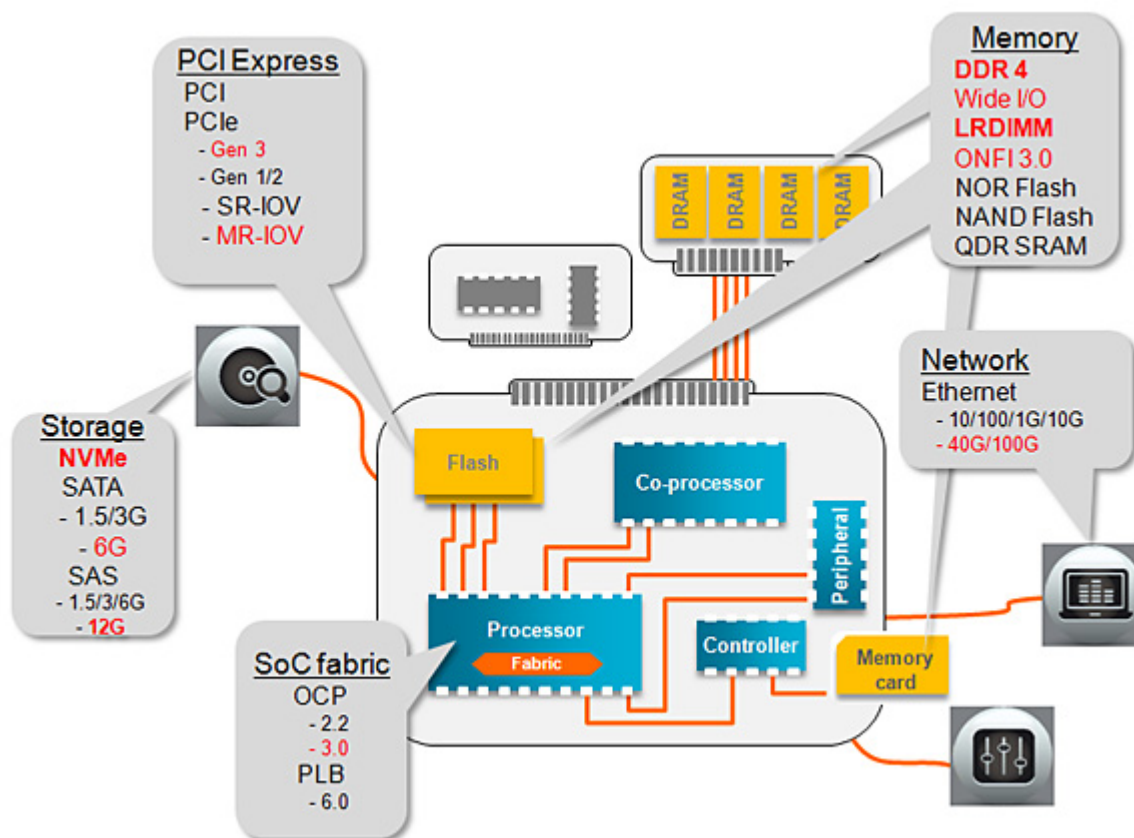 PCI Express
PCI
PCIe
- Gen 3
- Gen 1/2
- SR-IOV
- MR-IOV
Memory
DDR 4
Wide I/O
LRDIMM
ONFI 3.0
NOR Flash
NAND Flash
QDR SRAM
DRAM
DRAM
DRAM
DRAM
Network
Ethernet
- 10/100/1G/10G
- 40G/100G
Storage
NVMe
SATA
- 1.5/3G
- 6G
SAS
- 1.5/3/6G
- 12G
Flash
Co-processor
Peripheral
Processor
Fabric
Controller
Memory
card
SoC fabric
OCP
- 2.2
- 3.0
PLB
- 6.0